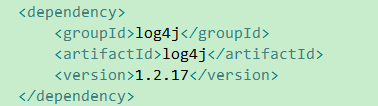 <dependency>
    <groupId>log4j</groupId>
    <artifactId>log4j</artifactId>
    <version>1.2.17</version>
</dependency>